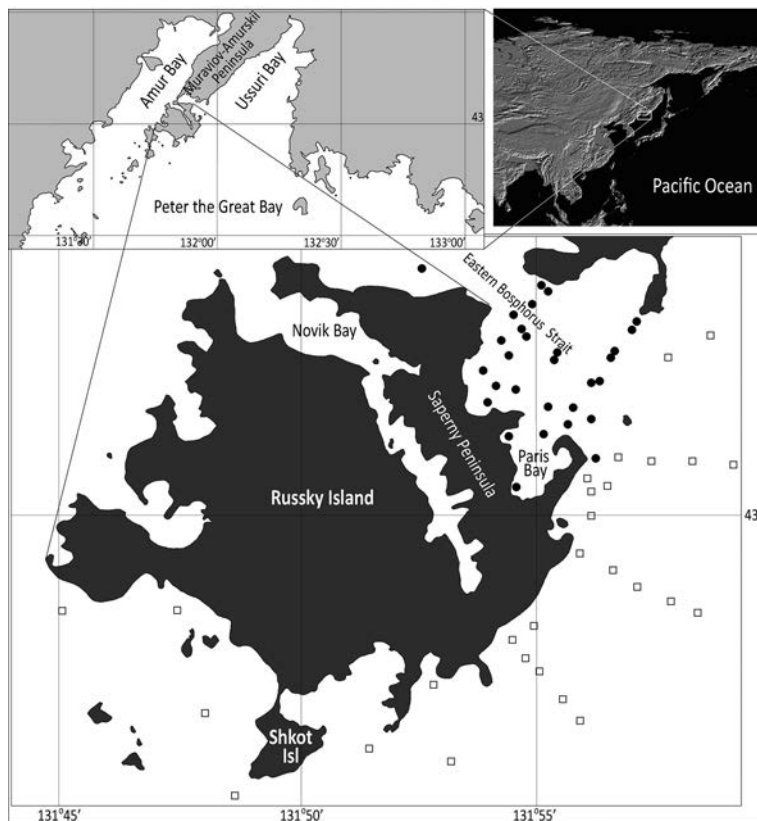 Amur Bay
Muraviov-Amurskii
Peninsula
Ussuri Bay
43
Peter the Great Bay
131°30′
132°00′
132°30′
133°00′
Pacific Ocean
Eastern Bosphorus Strait
Novik Bay
Saperny Peninsula
Paris
Bay
Russky Island
43
Shkot
Isl
131°45′
131°50′
131°55′